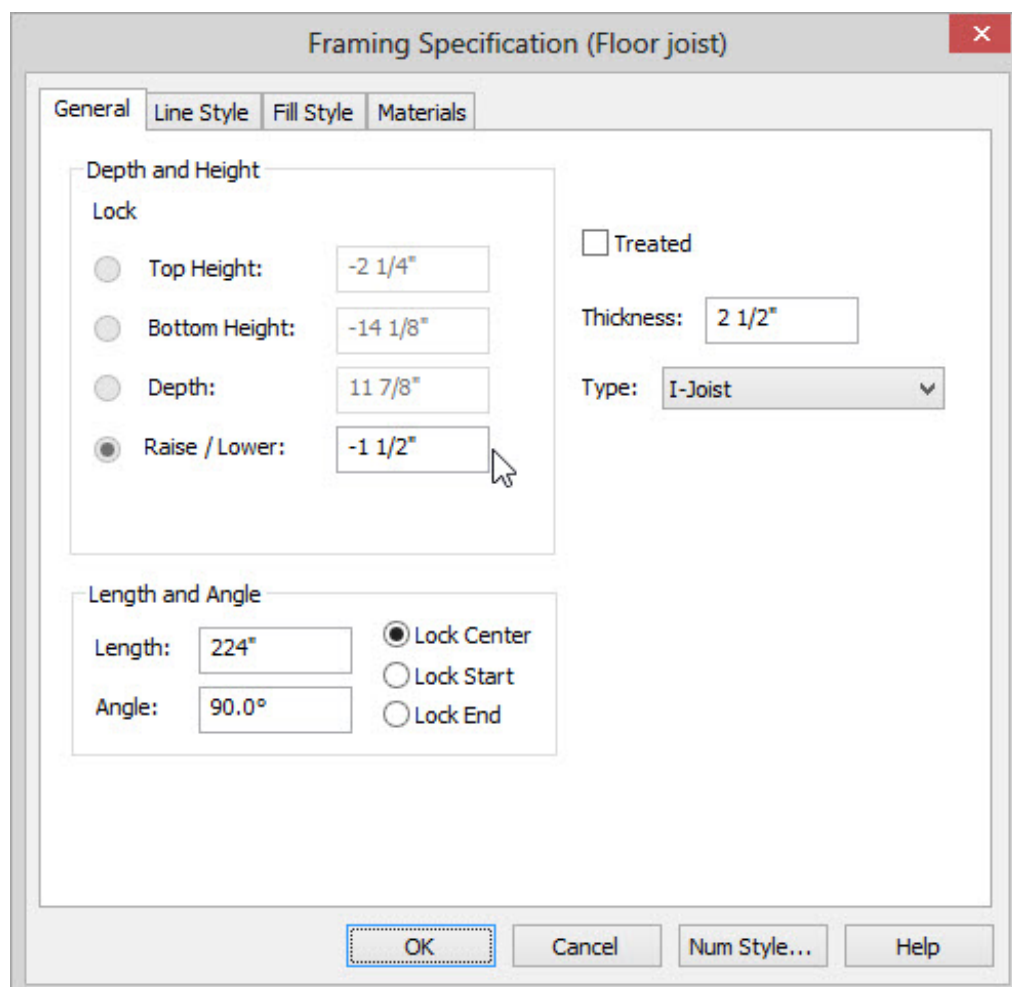 Framing Specification (Floor joist)
General Line Style Fill Style Materials
Depth and Height
Lock
Top Height: -2 1/4"
Bottom Height: -14 1/8"
Depth: 11 7/8"
Raise / Lower: -1 1/2"
Treated
Thickness: 2 1/2"
Type: I-Joist
Length and Angle
Length: 224"
Angle: 90.0°
Lock Center
Lock Start
Lock End
OK Cancel Num Style... Help